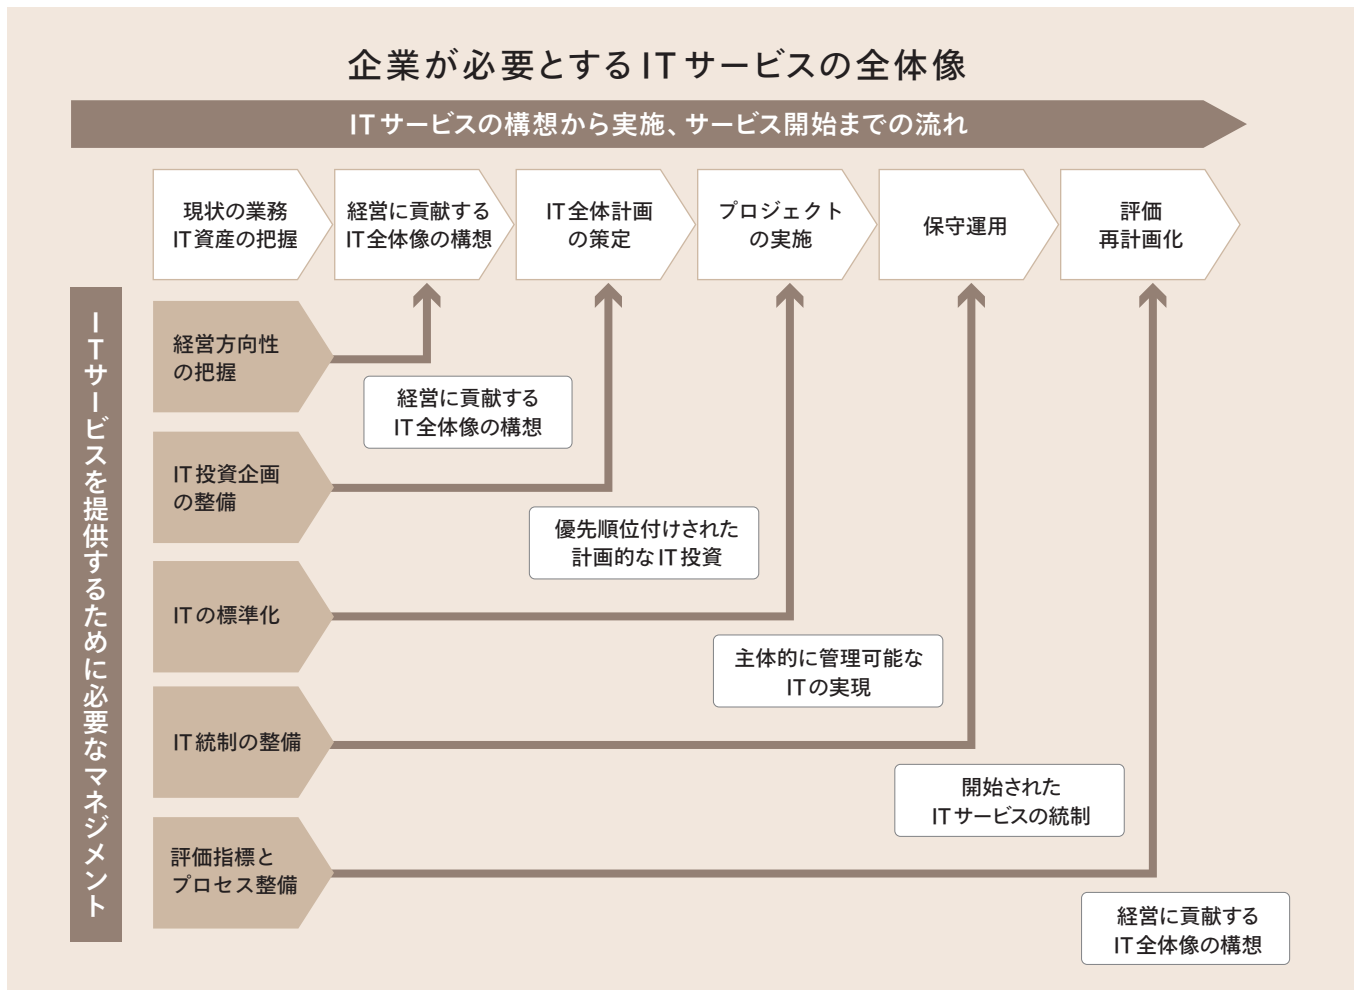 企業が必要とするITサービスの全体像
ITサービスの構想から実施、サービス開始までの流れ
現状の業務
IT資産の把握
経営に貢献する
IT全体像の構想
IT全体計画
の策定
プロジェクト
の実施
保守運用
評価
再計画化
ITサービスを提供するために必要なマネジメント
経営方向性
の把握
経営に貢献する
IT全体像の構想
IT投資企画
の整備
優先順位付けされた
計画的なIT投資
ITの標準化
主体的に管理可能な
ITの実現
IT統制の整備
開始された
ITサービスの統制
評価指標と
プロセス整備
経営に貢献する
IT全体像の構想